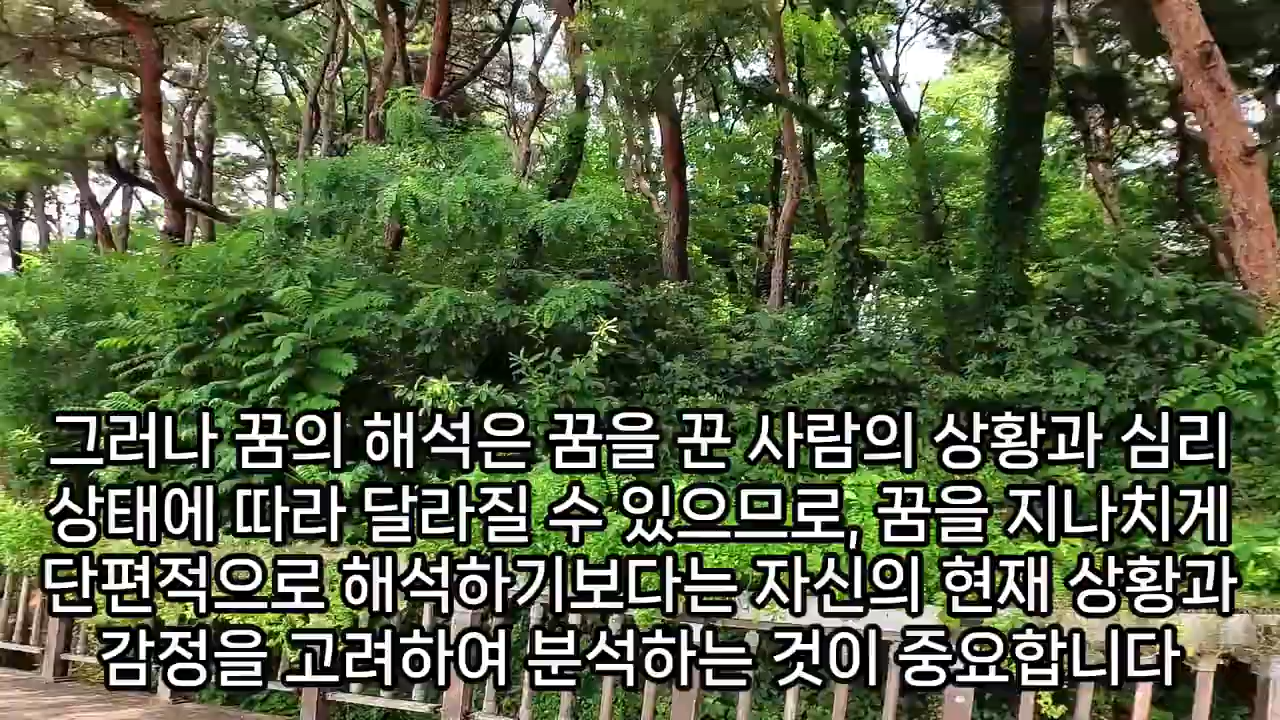 그러나 꿈의 해석은 꿈을 꾼 사람의 상황과 심리
상태에 따라 달라질 수 있으므로, 꿈을 지나치게
단편적으로 해석하기보다는 자신의 현재 상황과
감정을 고려하여 분석하는 것이 중요합니다